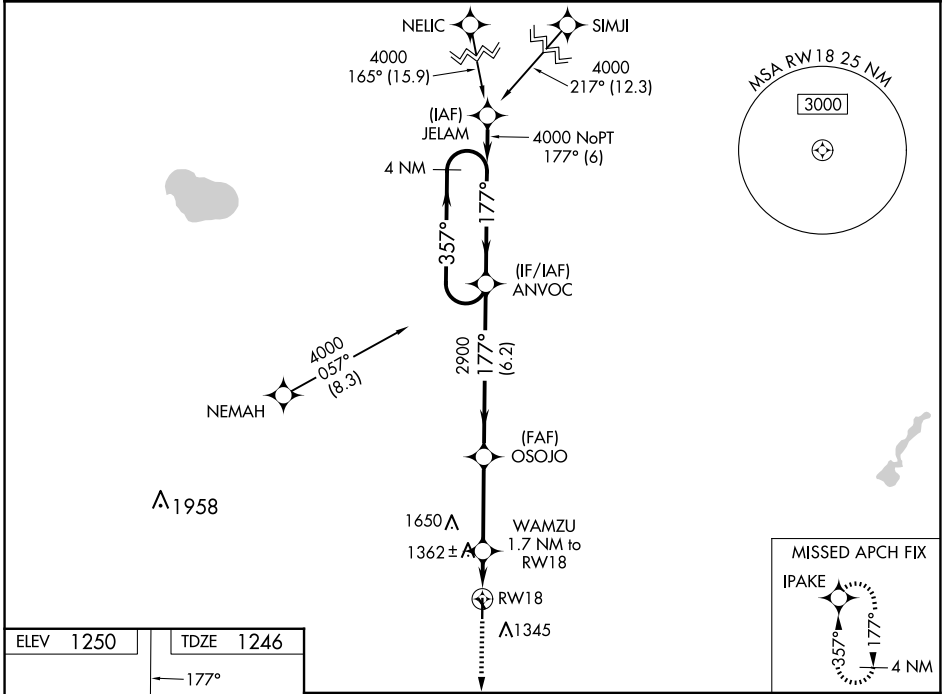 NELIC
SIMJI
4000
165° (15.9)
4000
217° (12.3)
MSA RW18 25 NM
3000
(IAF)
JELAM
4000 NoPT
177° (6)
4 NM
177°
357°
(IF/IAF)
ANVOC
4000
057°
(8.3)
NEMAH
2900
177°
(6.2)
(FAF)
OSOJO
1958
1650
1362 ±
WAMZU
1.7 NM to
RW18
RW18
1345
MISSED APCH FIX
IPAKE
357°
177°
4 NM
ELEV 1250
TDZE 1246
177°